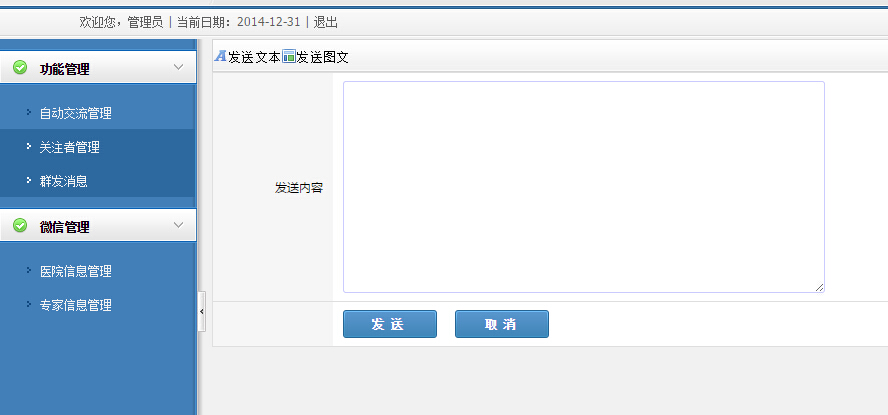 欢迎您，管理员 | 当前日期：2014-12-31 | 退出
功能管理
自动交流管理
关注者管理
群发消息
微信管理
医院信息管理
专家信息管理
发送文本 发送图文
发送内容
发 送 取 消